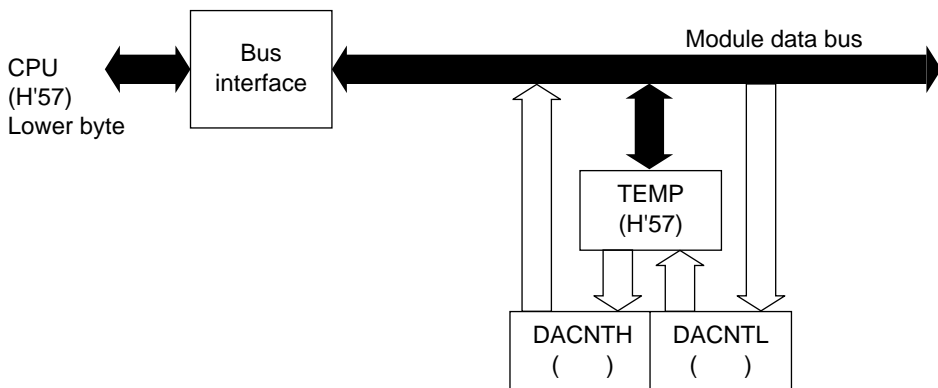 Module data bus
CPU
(H'57)
Lower byte
Bus
interface
TEMP
(H'57)
DACNTH
(      )
DACNTL
(      )